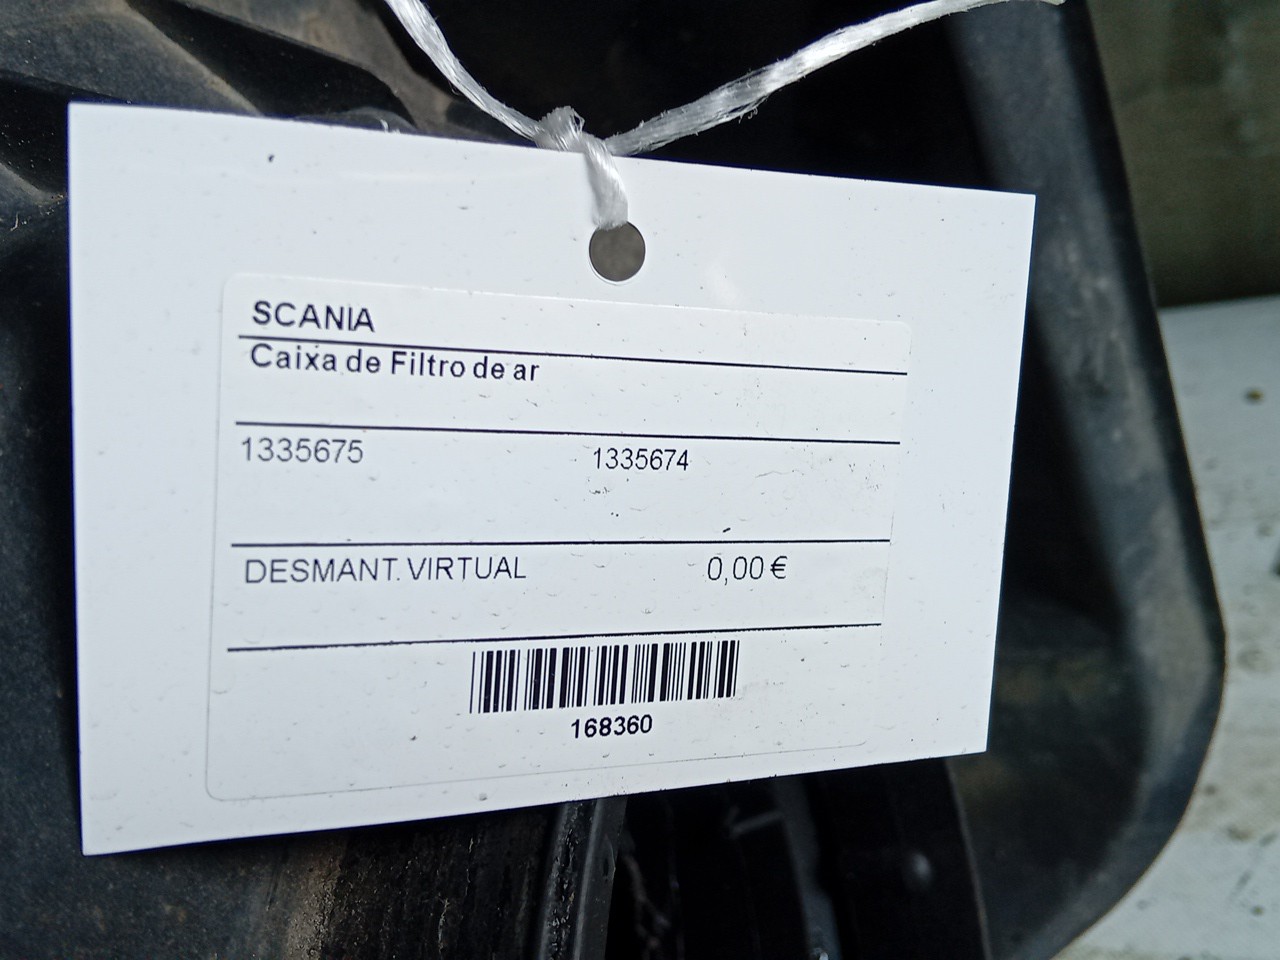 SCANIA
Caixa de Filtro de ar
1335675 1335674
DESMANT. VIRTUAL 0,00 €
168360